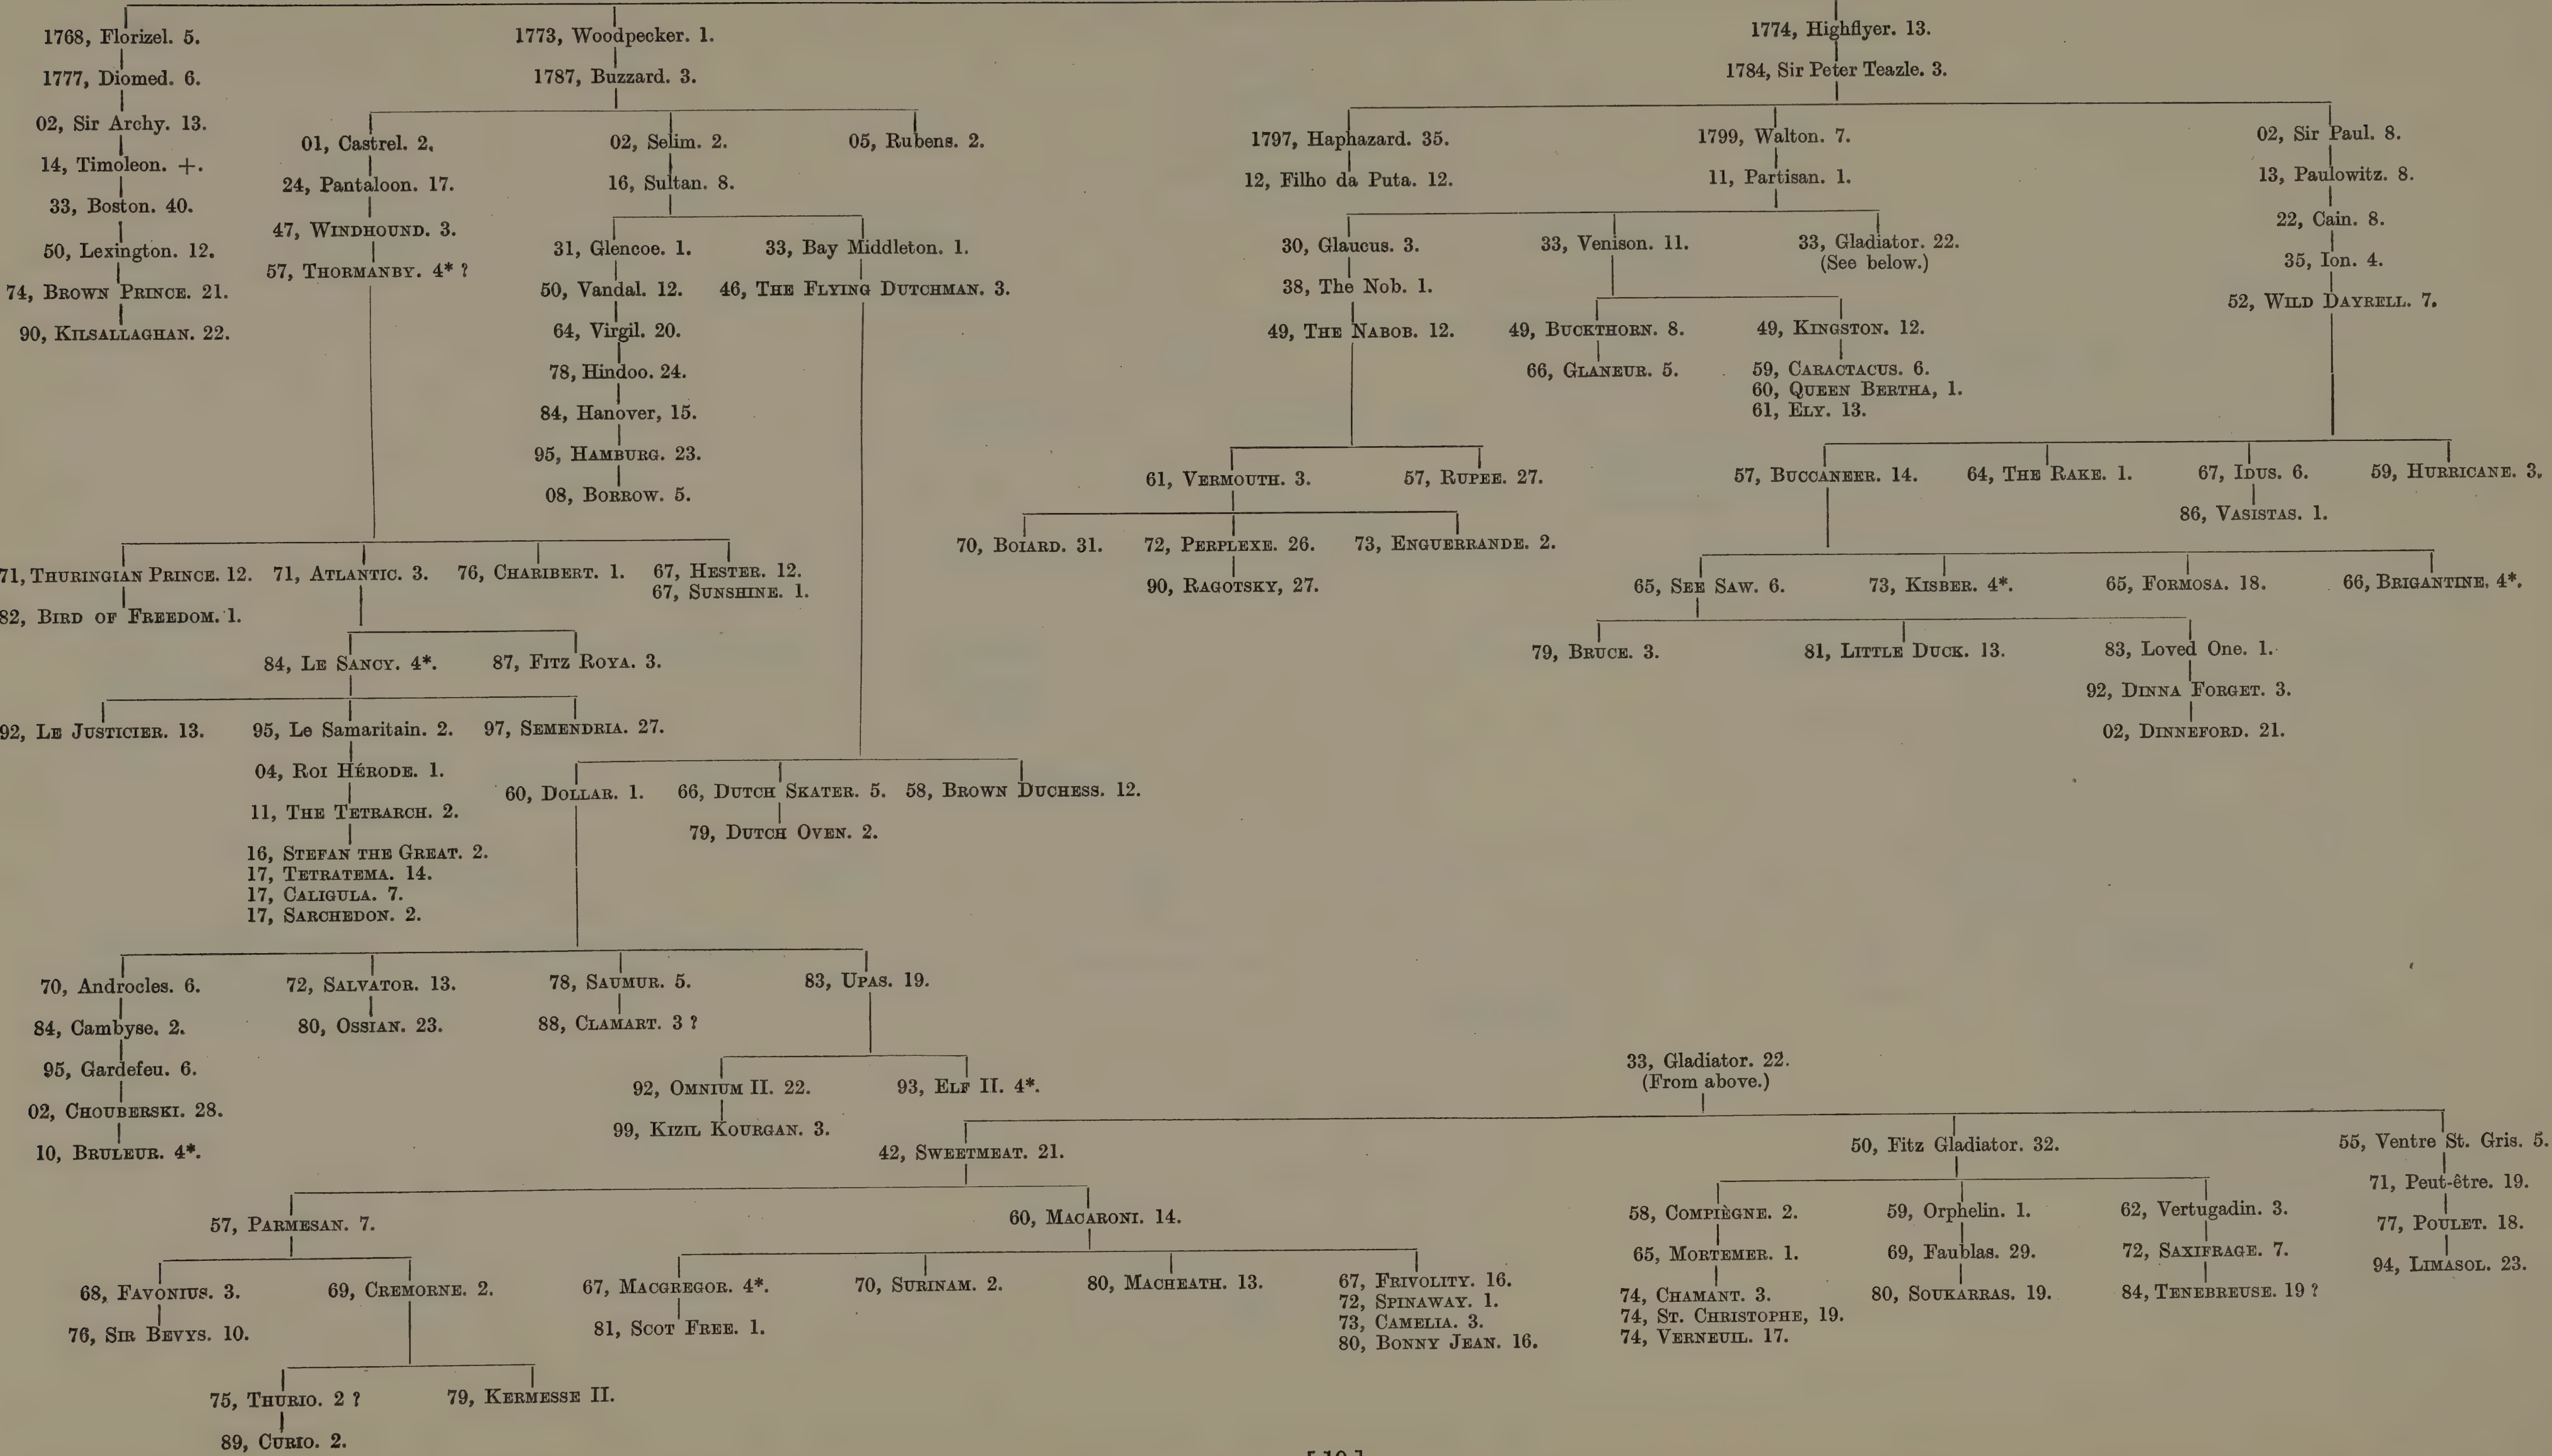 1768, Florizel. 5.
1773, Woodpecker. 1.
1774, Highflyer. 13.
1777, Diomed. 6.
1787, Buzzard. 3.
1784, Sir Peter Teazle. 3.
02, Sir Archy. 13.
01, Castrel. 2.
02, Selim. 2.
05, Rubens. 2.
1797, Haphazard. 35.
1799, Walton. 7.
02, Sir Paul. 8.
14, Timoleon. +.
24, Pantaloon. 17.
16, Sultan. 8.
12, Filho da Puta. 12.
11, Partisan. 1.
13, Paulowitz. 8.
33, Boston. 40.
47, WINDHOUND. 3.
22, Cain. 8.
50, Lexington. 12.
31, Glencoe. 1.
33, Bay Middleton. 1.
30, Glaucus. 3.
33, Venison. 11.
33, Gladiator. 22.
(See below.)
35, Ion. 4.
57, THORMANBY. 4* ?
74, BROWN PRINCE. 21.
50, Vandal. 12.
46, THE FLYING DUTCHMAN. 3.
38, The Nob. 1.
52, WILD DAYRELL. 7.
90, KILSALLAGHAN. 22.
64, Virgil. 20.
49, THE NABOB. 12.
49, BUCKTHORN. 8.
49, KINGSTON. 12.
78, Hindoo. 24.
66, GLANEUR. 5.
59, CARACTACUS. 6.
60, QUEEN BERTHA, 1.
61, ELY. 13.
84, Hanover, 15.
95, HAMBURG. 23.
08, BORROW. 5.
61, VERMOUTH. 3.
57, RUPEE. 27.
57, BUCCANEER. 14.
64, THE RAKE. 1.
67, IDUS. 6.
59, HURRICANE. 3.
86, VASISTAS. 1.
70, BOIARD. 31.
72, PERPLEXE. 26.
73, ENGUERRANDE. 2.
71, THURINGIAN PRINCE. 12.
71, ATLANTIC. 3.
76, CHARIBERT. 1.
67, HESTER. 12.
67, SUNSHINE. 1.
90, RAGOTSKY, 27.
65, SEE SAW. 6.
73, KISBER. 4*.
65, FORMOSA. 18.
66, BRIGANTINE. 4*.
82, BIRD OF FREEDOM. 1.
84, LE SANCY. 4*.
87, FITZ ROYA. 3.
79, BRUCE. 3.
81, LITTLE DUCK. 13.
83, Loved One. 1.
92, DINNA FORGET. 3.
92, LE JUSTICIER. 13.
95, Le Samaritain. 2.
97, SEMENDRIA. 27.
02, DINNEFORD. 21.
04, ROI HÉRODE. 1.
60, DOLLAR. 1.
66, DUTCH SKATER. 5.
58, BROWN DUCHESS. 12.
11, THE TETRARCH. 2.
79, DUTCH OVEN. 2.
16, STEFAN THE GREAT. 2.
17, TETRATEMA. 14.
17, CALIGULA. 7.
17, SARCHEDON. 2.
70, Androcles. 6.
72, SALVATOR. 13.
78, SAUMUR. 5.
83, UPAS. 19.
84, Cambyse. 2.
80, OSSIAN. 23.
88, CLAMART. 3 ?
95, Gardefeu. 6.
92, OMNIUM II. 22.
93, ELF II. 4*.
33, Gladiator. 22.
(From above.)
02, CHOUBERSKI. 28.
99, KIZIL KOURGAN. 3.
10, BRULEUR. 4*.
42, SWEETMEAT. 21.
50, Fitz Gladiator. 32.
55, Ventre St. Gris. 5.
71, Peut-être. 19.
57, PARMESAN. 7.
60, MACARONI. 14.
58, COMPIÈGNE. 2.
59, Orphelin. 1.
62, Vertugadin. 3.
77, POULET. 18.
65, MORTEMER. 1.
69, Faublas. 29.
72, SAXIFRAGE. 7.
94, LIMASOL. 23.
68, FAVONIUS. 3.
69, CREMORNE. 2.
67, MACGREGOR. 4*.
70, SURINAM. 2.
80, MACHEATH. 13.
67, FRIVOLITY. 16.
72, SPINAWAY. 1.
73, CAMELIA. 3.
80, BONNY JEAN. 16.
74, CHAMANT. 3.
74, ST. CHRISTOPHE, 19.
74, VERNEUIL. 17.
80, SOUKARRAS. 19.
84, TENEBREUSE. 19 ?
76, SIR BEVYS. 10.
81, SCOT FREE. 1.
75, THURIO. 2 ?
79, KERMESSE II.
89, CURIO. 2.